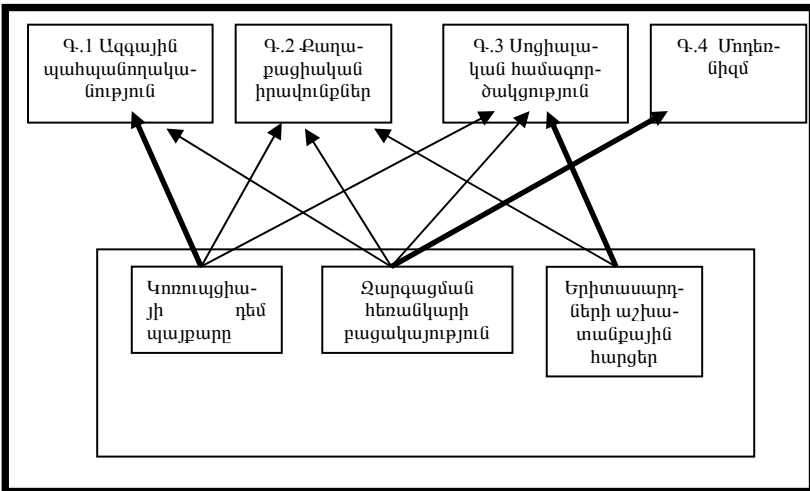 Գ.1 Ազգային
պահպանողակա-
նություն
Գ.2 Քաղա-
քացիական
իրավունքներ
Գ.3 Սոցիալա-
կան համագոր-
ծակցություն
Գ.4 Մոդեռ-
նիզմ
Կոռուպցիա-
յի դեմ
պայքարը
Զարգացման
հեռանկարի
բացակայություն
Երիտասարդ-
ների աշխա-
տանքային
հարցեր